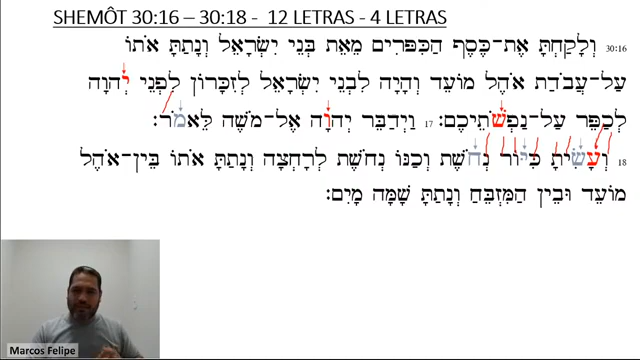 SHEMÔT 30:16 – 30:18 - 12 LETRAS - 4 LETRAS
30:16 וְלָקַחְתָּ אֶת־כֶּסֶף הַכִּפֻּרִים מֵאֵת בְּנֵי יִשְׂרָאֵל וְנָתַתָּ אֹתוֹ
עַל־עֲבֹדַת אֹהֶל מוֹעֵד וְהָיָה לִבְנֵי יִשְׂרָאֵל לְזִכָּרוֹן לִפְנֵי יְהוָה
לְכַפֵּר עַל־נַפְשֹׁתֵיכֶם: 17 וַיְדַבֵּר יְהוָה אֶל־מֹשֶׁה לֵּאמֹר:
18 וְעָשִׂיתָ כִּיּוֹר נְחֹשֶׁת וְכַנּוֹ נְחֹשֶׁת לְרָחְצָה וְנָתַתָּ אֹתוֹ בֵּין־אֹהֶל
מוֹעֵד וּבֵין הַמִּזְבֵּחַ וְנָתַתָּ שָׁמָּה מָיִם:
Marcos Felipe